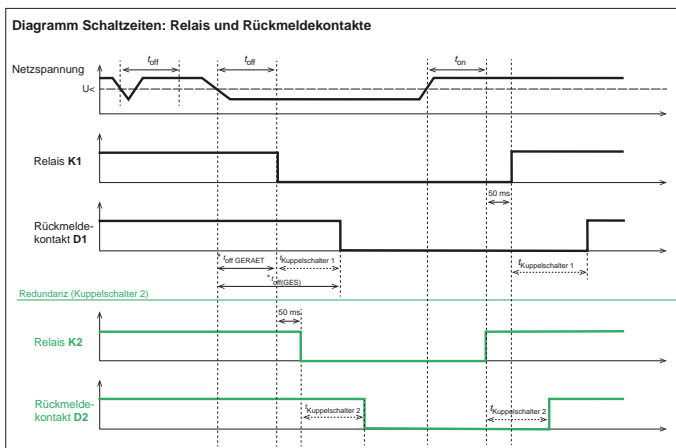 Diagramm Schaltzeiten: Relais und Rückmeldekontakte
toff
toff
ton
Netzspannung
U<
Relais K1
50 ms
Rückmelde-
kontakt D1
* toff GERAET
tKuppelschalter 1
tKuppelschalter 1
* toff(GES)
Redundanz (Kuppelschalter 2)
50 ms
Relais K2
Rückmelde-
kontakt D2
tKuppelschalter 2
tKuppelschalter 2